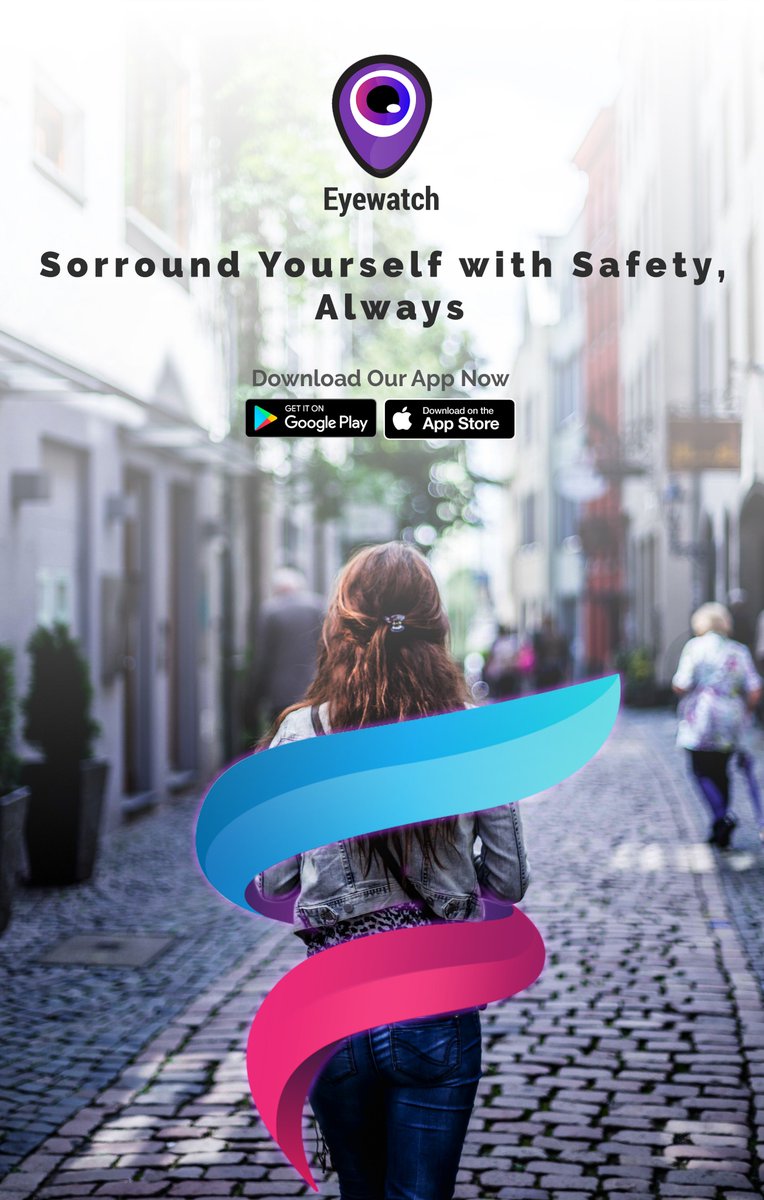 Eyewatch
Sorround Yourself with Safety,
Always
Download Our App Now
GET IT ON
Google Play
Download on the
App Store